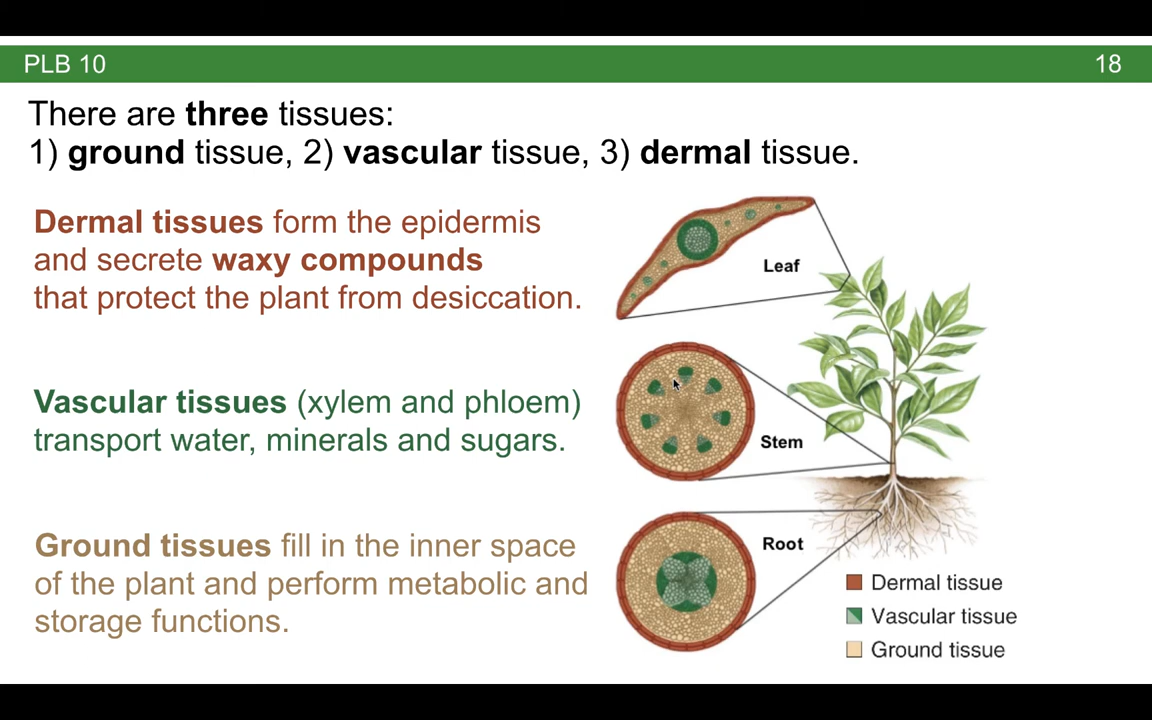 PLB 10
18
There are three tissues:
1) ground tissue, 2) vascular tissue, 3) dermal tissue.
Dermal tissues form the epidermis
and secrete waxy compounds
that protect the plant from desiccation.
Vascular tissues (xylem and phloem)
transport water, minerals and sugars.
Ground tissues fill in the inner space
of the plant and perform metabolic and
storage functions.
Leaf
Stem
Root
Dermal tissue
Vascular tissue
Ground tissue